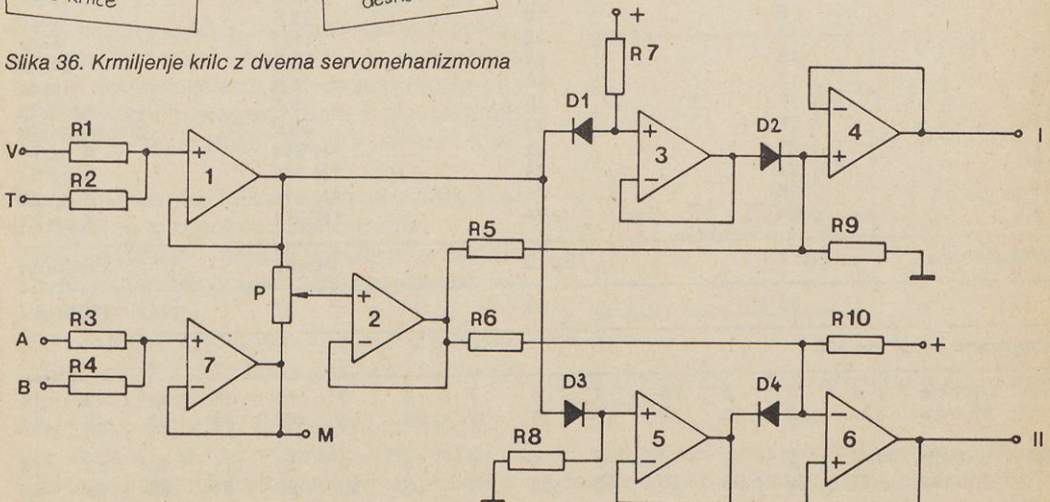 krilce
Slika 36. Krmiljenje krilc z dvema servomehanizmoma
+
R7
D1
R1
V
+
1
-
R2
T
+
3
-
D2
-
4
+
I
R5
R9
P
+
2
-
R3
A
+
7
-
R4
B
R6
R10
+
M
D3
R8
+
5
-
D4
-
6
+
II